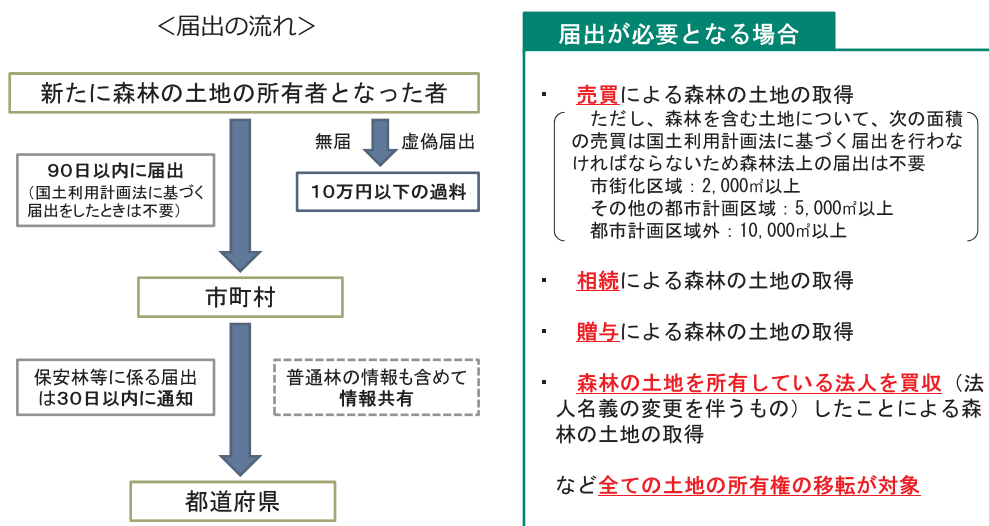 ＜届出の流れ＞
新たに森林の土地の所有者となった者
無届
虚偽届出
90日以内に届出
（国土利用計画法に基づく
届出をしたときは不要）
10万円以下の過料
市町村
保安林等に係る届出
は30日以内に通知
普通林の情報も含めて
情報共有
都道府県
届出が必要となる場合
・ 売買による森林の土地の取得
ただし、森林を含む土地について、次の面積
の売買は国土利用計画法に基づく届出を行わな
ければならないため森林法上の届出は不要
市街化区域：2,000㎡以上
その他の都市計画区域：5,000㎡以上
都市計画区域外：10,000㎡以上
・ 相続による森林の土地の取得
・ 贈与による森林の土地の取得
・ 森林の土地を所有している法人を買収（法
人名義の変更を伴うもの）したことによる森
林の土地の取得
など全ての土地の所有権の移転が対象